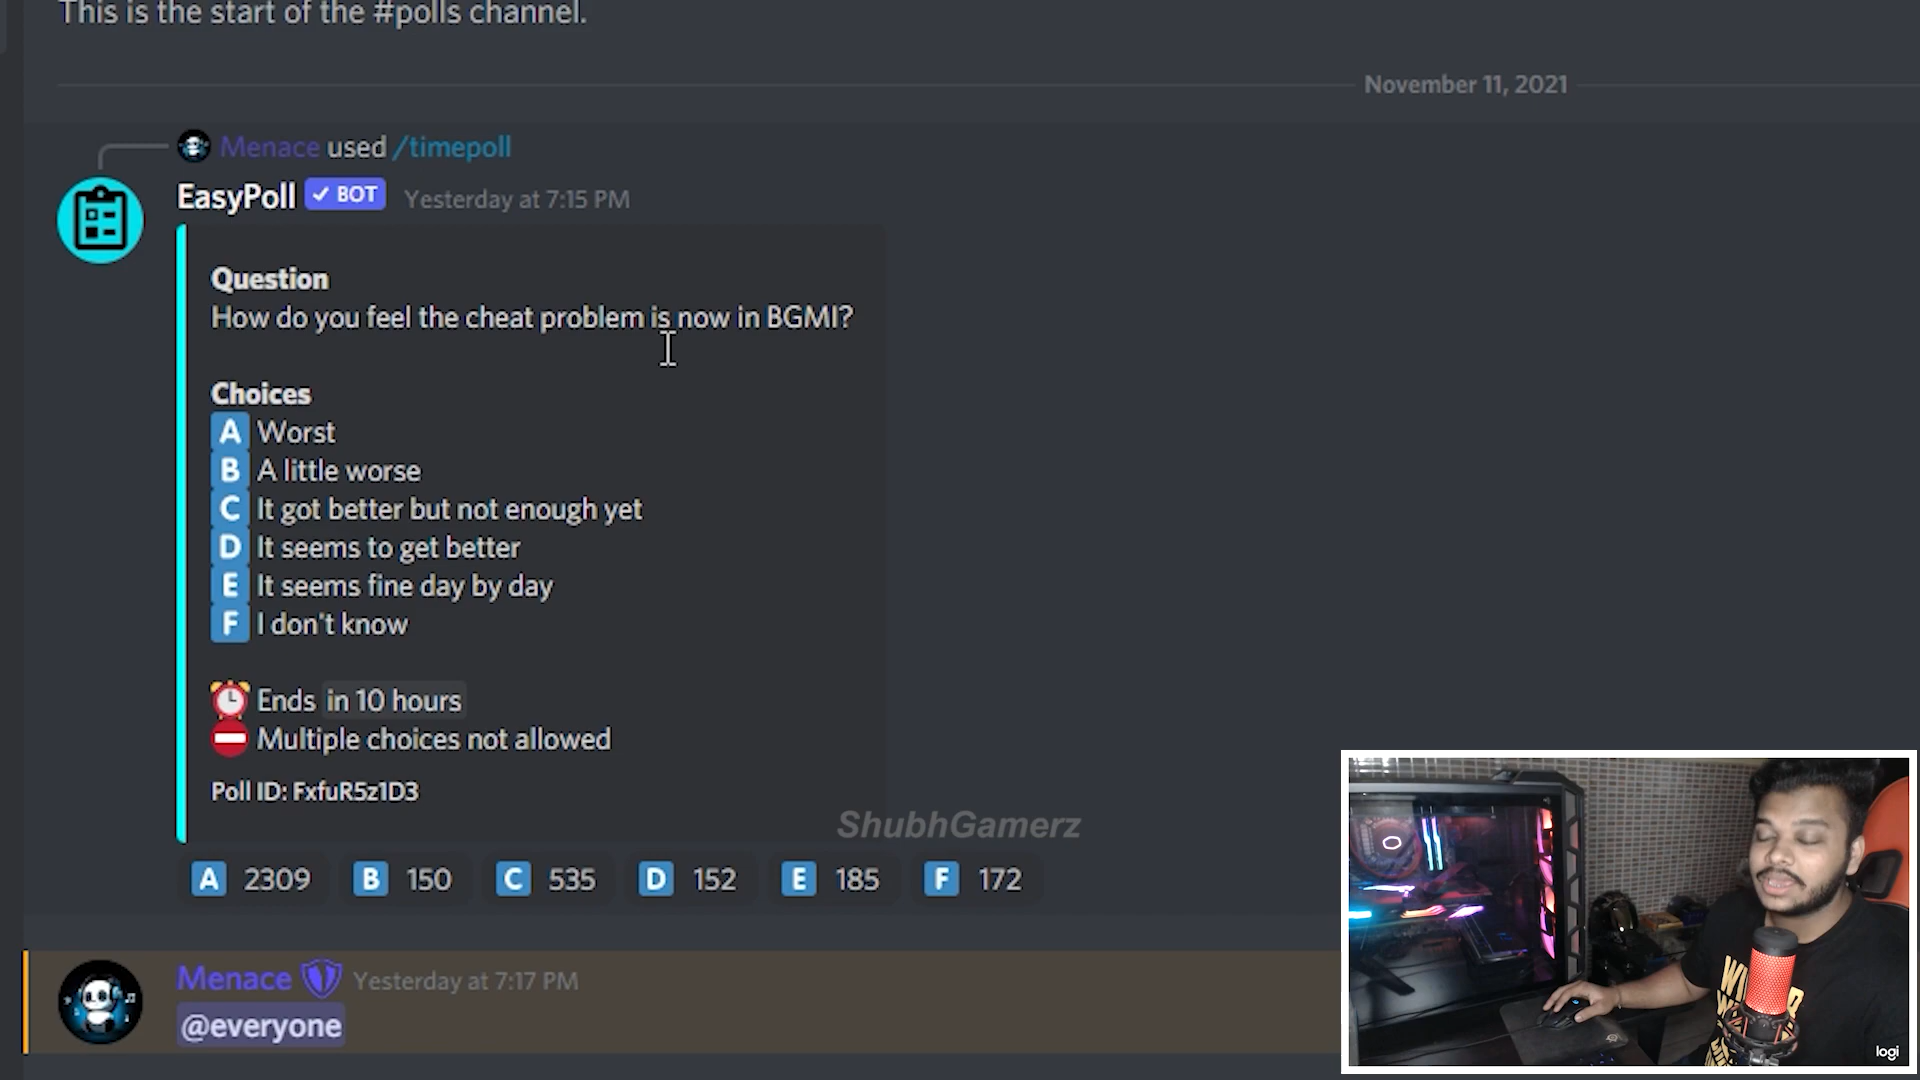 This is the start of the #polls channel.
November 11, 2021
Menace used /timepoll
EasyPoll ✓ BOT Yesterday at 7:15 PM
Question
How do you feel the cheat problem is now in BGMI?
Choices
A Worst
B A little worse
C It got better but not enough yet
D It seems to get better
E It seems fine day by day
F I don't know
Ends in 10 hours
Multiple choices not allowed
Poll ID: FxfuR5z1D3
ShubhGamerz
A 2309 B 150 C 535 D 152 E 185 F 172
Menace Yesterday at 7:17 PM
@everyone
logi